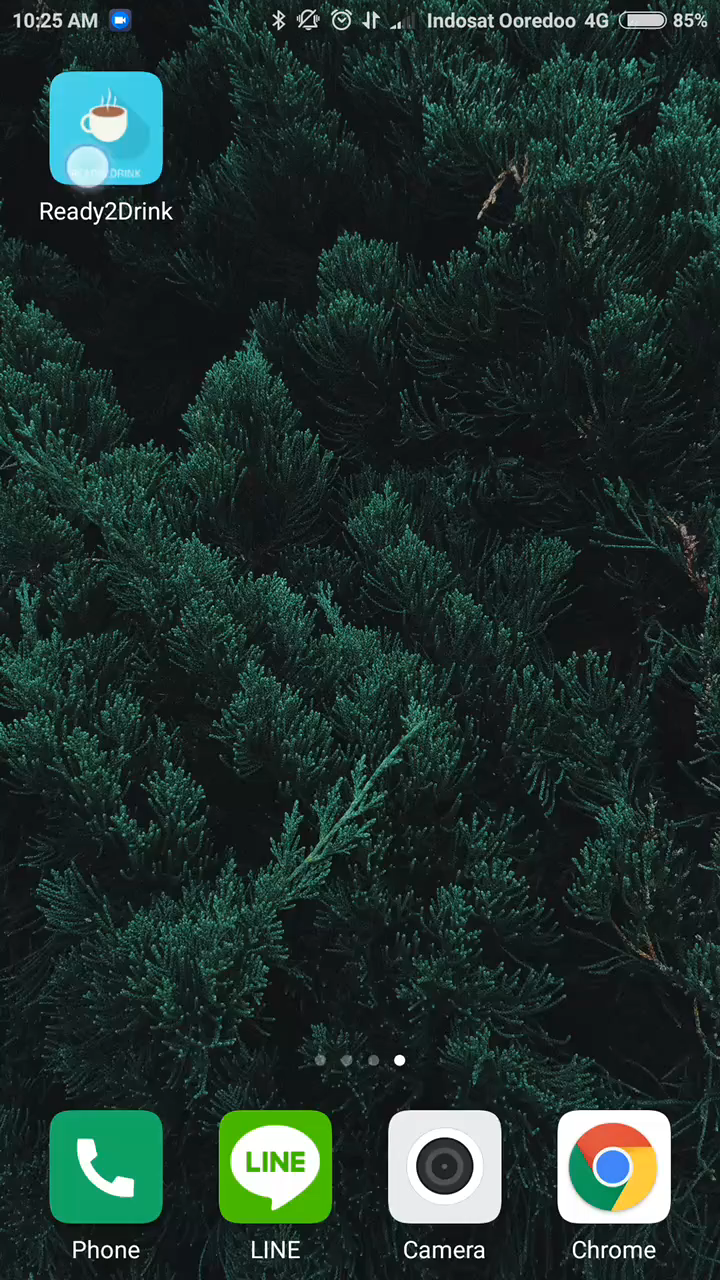 10:25 AM Indosat Ooredoo 4G 85%
Ready2Drink
LINE
Phone LINE Camera Chrome